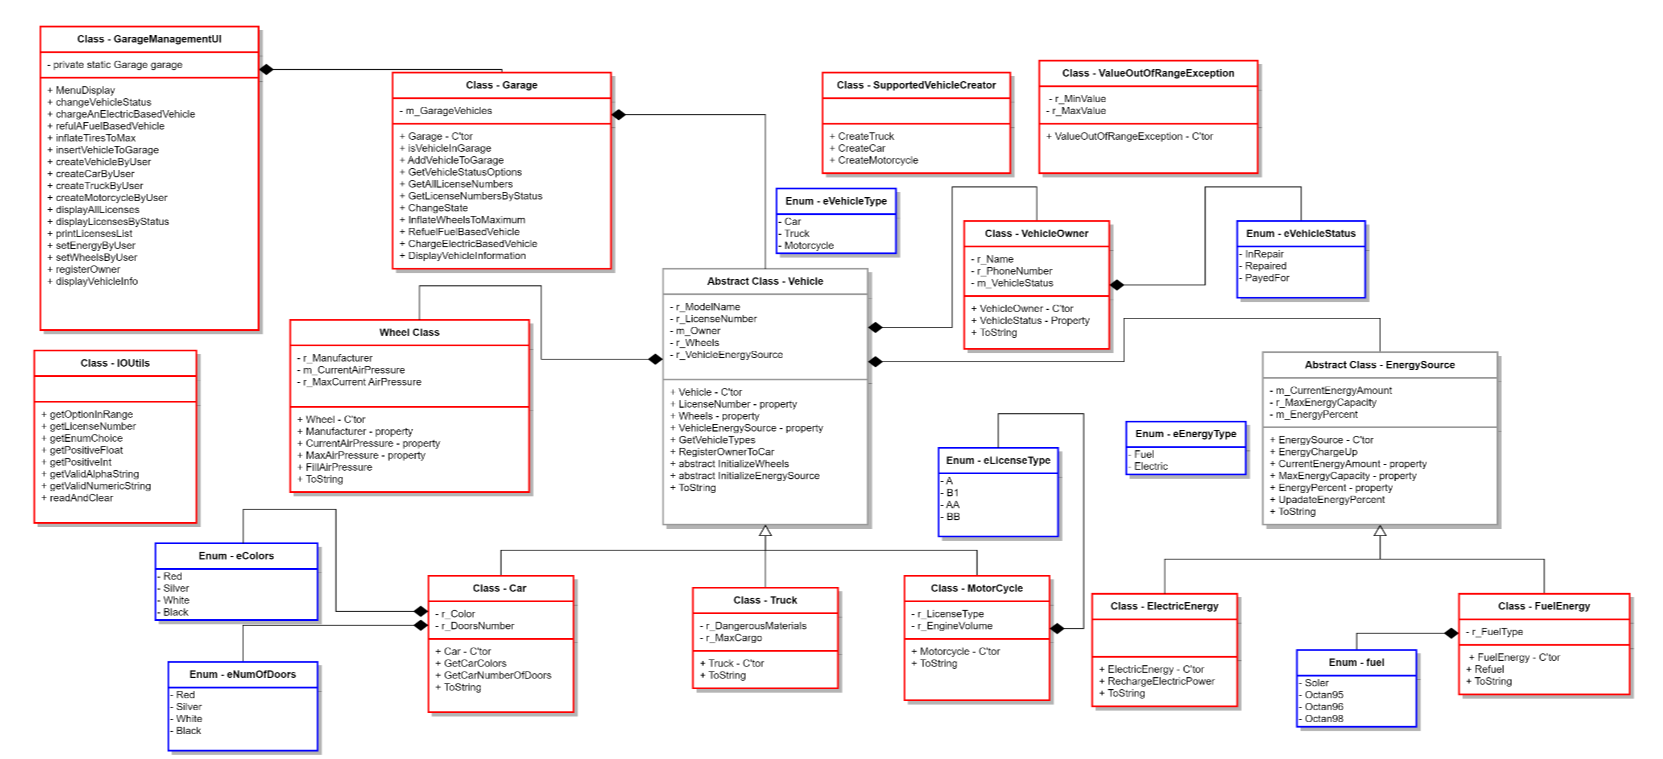 Class - GarageManagementUI
- private static Garage garage
+ MenuDisplay
+ changeVehicleStatus
+ chargeAnElectricBasedVehicle
+ refulAFuelBasedVehicle
+ inflateTiresToMax
+ insertVehicleToGarage
+ createVehicleByUser
+ createCarByUser
+ createTruckByUser
+ createMotorcycleByUser
+ displayAllLicenses
+ displayLicensesByStatus
+ printLicensesList
+ setEnergyByUser
+ setWheelsByUser
+ registerOwner
+ displayVehicleInfo
Class - Garage
- m_GarageVehicles
+ Garage - C'tor
+ isVehicleInGarage
+ AddVehicleToGarage
+ GetVehicleStatusOptions
+ GetAllLicenseNumbers
+ GetLicenseNumbersByStatus
+ ChangeState
+ InflateWheelsToMaximum
+ RefuelFuelBasedVehicle
+ ChargeElectricBasedVehicle
+ DisplayVehicleInformation
Class - SupportedVehicleCreator
+ CreateTruck
+ CreateCar
+ CreateMotorcycle
Class - ValueOutOfRangeException
- r_MinValue
- r_MaxValue
+ ValueOutOfRangeException - C'tor
Enum - eVehicleType
- Car
- Truck
- Motorcycle
Class - VehicleOwner
- r_Name
- r_PhoneNumber
- m_VehicleStatus
+ VehicleOwner - C'tor
+ VehicleStatus - Property
+ ToString
Enum - eVehicleStatus
- InRepair
- Repaired
- PayedFor
Abstract Class - Vehicle
- r_ModelName
- r_LicenseNumber
- m_Owner
- r_Wheels
- r_VehicleEnergySource
+ Vehicle - C'tor
+ LicenseNumber - property
+ Wheels - property
+ VehicleEnergySource - property
+ GetVehicleTypes
+ RegisterOwnerToCar
+ abstract InitializeWheels
+ abstract InitializeEnergySource
+ ToString
Wheel Class
- r_Manufacturer
- m_CurrentAirPressure
- r_MaxCurrent AirPressure
+ Wheel - C'tor
+ Manufacturer - property
+ CurrentAirPressure - property
+ MaxAirPressure - property
+ FillAirPressure
+ ToString
Class - IOUtils
+ getOptionInRange
+ getLicenseNumber
+ getEnumChoice
+ getPositiveFloat
+ getPositiveInt
+ getValidAlphaString
+ getValidNumericString
+ readAndClear
Abstract Class - EnergySource
- m_CurrentEnergyAmount
- r_MaxEnergyCapacity
- m_EnergyPercent
+ EnergySource - C'tor
+ EnergyChargeUp
+ CurrentEnergyAmount - property
+ MaxEnergyCapacity - property
+ EnergyPercent - property
+ UpadateEnergyPercent
+ ToString
Enum - eEnergyType
- Fuel
- Electric
Enum - eLicenseType
- A
- B1
- AA
- BB
Enum - eColors
- Red
- Silver
- White
- Black
Enum - eNumOfDoors
- Red
- Silver
- White
- Black
Class - Car
- r_Color
- r_DoorsNumber
+ Car - C'tor
+ GetCarColors
+ GetCarNumberOfDoors
+ ToString
Class - Truck
- r_DangerousMaterials
- r_MaxCargo
+ Truck - C'tor
+ ToString
Class - MotorCycle
- r_LicenseType
- r_EngineVolume
+ Motorcycle - C'tor
+ ToString
Class - ElectricEnergy
+ ElectricEnergy - C'tor
+ RechargeElectricPower
+ ToString
Enum - fuel
- Soler
- Octan95
- Octan96
- Octan98
Class - FuelEnergy
- r_FuelType
+ FuelEnergy - C'tor
+ Refuel
+ ToString